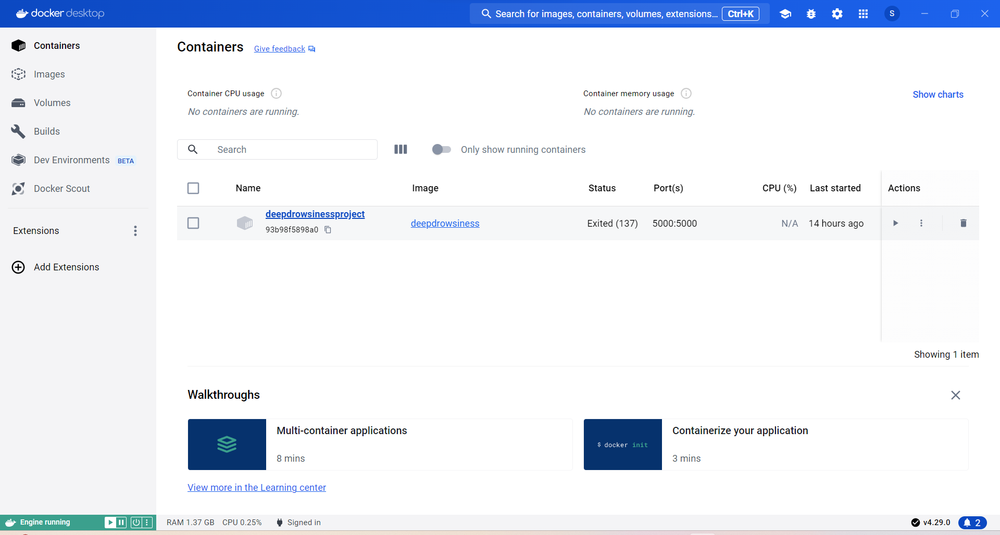 docker desktop
Search for images, containers, volumes, extensions... Ctrl+K
S
Containers
Images
Volumes
Builds
Dev Environments BETA
Docker Scout
Extensions
Add Extensions
Containers Give feedback
Container CPU usage
No containers are running.
Container memory usage
No containers are running.
Show charts
Search
Only show running containers
Name Image Status Port(s) CPU (%) Last started Actions
deepdrowsinessproject
93b98f5898a0
deepdrowsiness Exited (137) 5000:5000 N/A 14 hours ago
Showing 1 item
Walkthroughs
Multi-container applications
8 mins
$ docker init
Containerize your application
3 mins
View more in the Learning center
Engine running
RAM 1.37 GB CPU 0.25% Signed in
v4.29.0
2